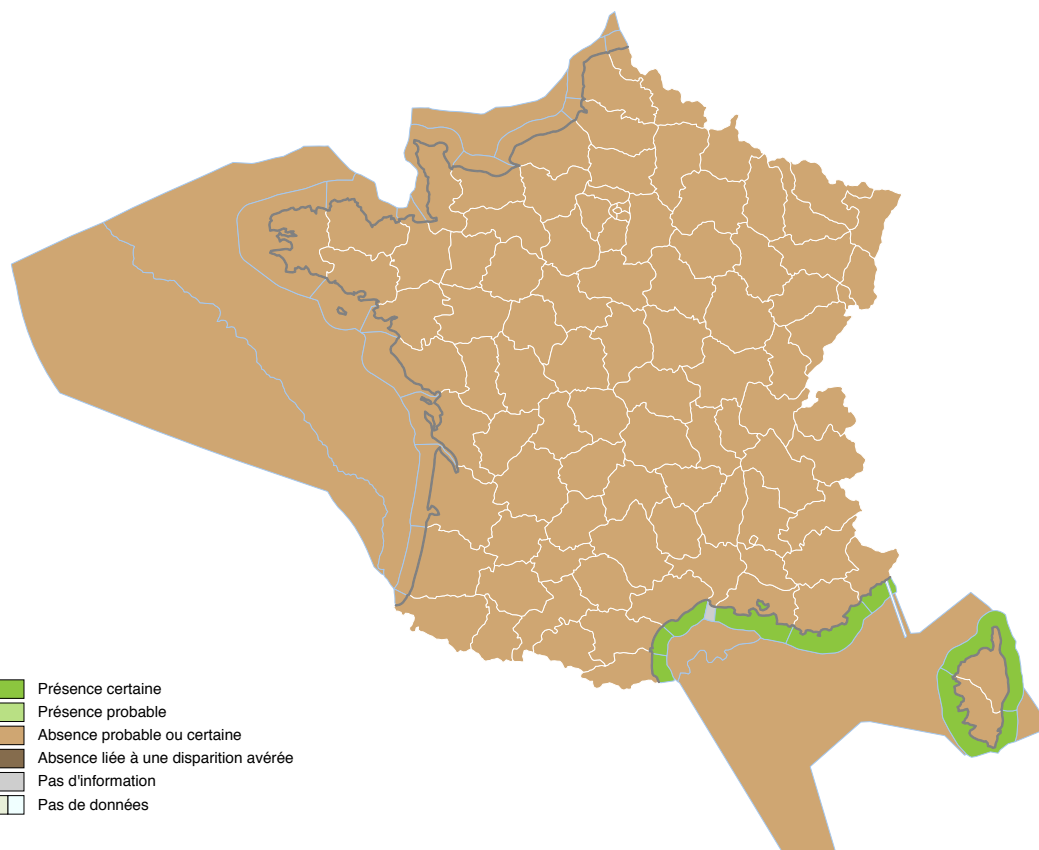 Présence certaine
Présence probable
Absence probable ou certaine
Absence liée à une disparition avérée
Pas d'information
Pas de données